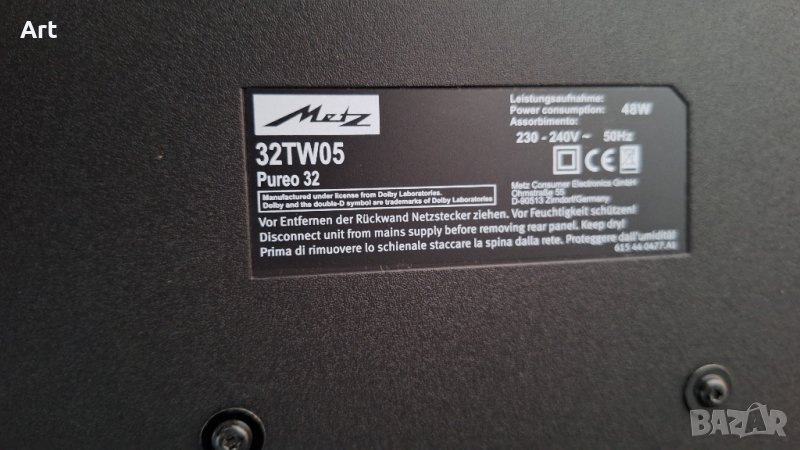 Art
Metz
32TW05
Pureo 32
Manufactured under license from Dolby Laboratories.
Dolby and the double-D symbol are trademarks of Dolby Laboratories.
Leistungsaufnahme:
Power consumption: 48W
Assorbimento:
230 - 240V ~ 50Hz
CE
Metz Consumer Electronics GmbH
Ohmstraße 55
D-90513 Zirndorf/Germany
Vor Entfernen der Rückwand Netzstecker ziehen. Vor Feuchtigkeit schützen!
Disconnect unit from mains supply before removing rear panel. Keep dry!
Prima di rimuovere lo schienale staccare la spina dalla rete. Proteggere dall'umidità!
615 44 0477.A1
BAZAR